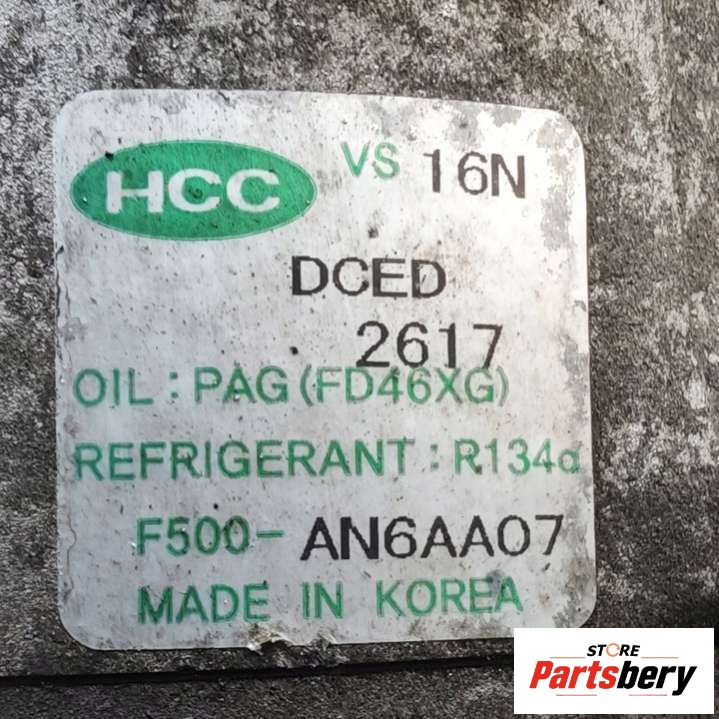 HCC VS 16N
DCED
2617
OIL : PAG (FD46XG)
REFRIGERANT : R134a
F500- AN6AA07
MADE IN KOREA
STORE
Partsbery